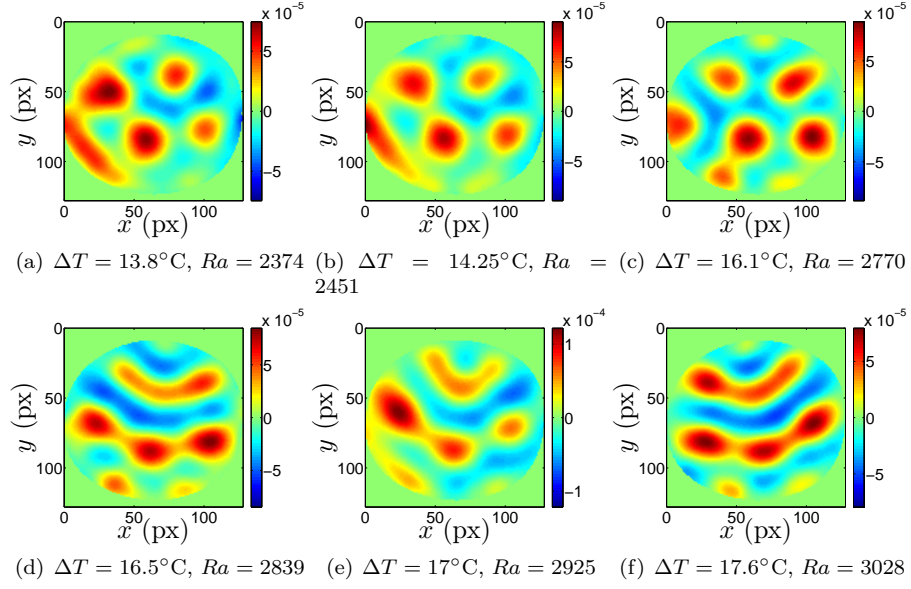 x 10⁻⁵ x 10⁻⁵ x 10⁻⁵
0 50 100
y (px)
0 50 100
x (px)
5 0 −5
0 50 100
y (px)
0 50 100
x (px)
5 0 −5
0 50 100
y (px)
0 50 100
x (px)
5 0 −5
(a) ΔT = 13.8°C, Ra = 2374 (b) ΔT = 14.25°C, Ra = (c) ΔT = 16.1°C, Ra = 2770
2451
x 10⁻⁵ x 10⁻⁴ x 10⁻⁵
0 50 100
y (px)
0 50 100
x (px)
5 0 −5
0 50 100
y (px)
0 50 100
x (px)
1 0 −1
0 50 100
y (px)
0 50 100
x (px)
5 0 −5
(d) ΔT = 16.5°C, Ra = 2839 (e) ΔT = 17°C, Ra = 2925 (f) ΔT = 17.6°C, Ra = 3028